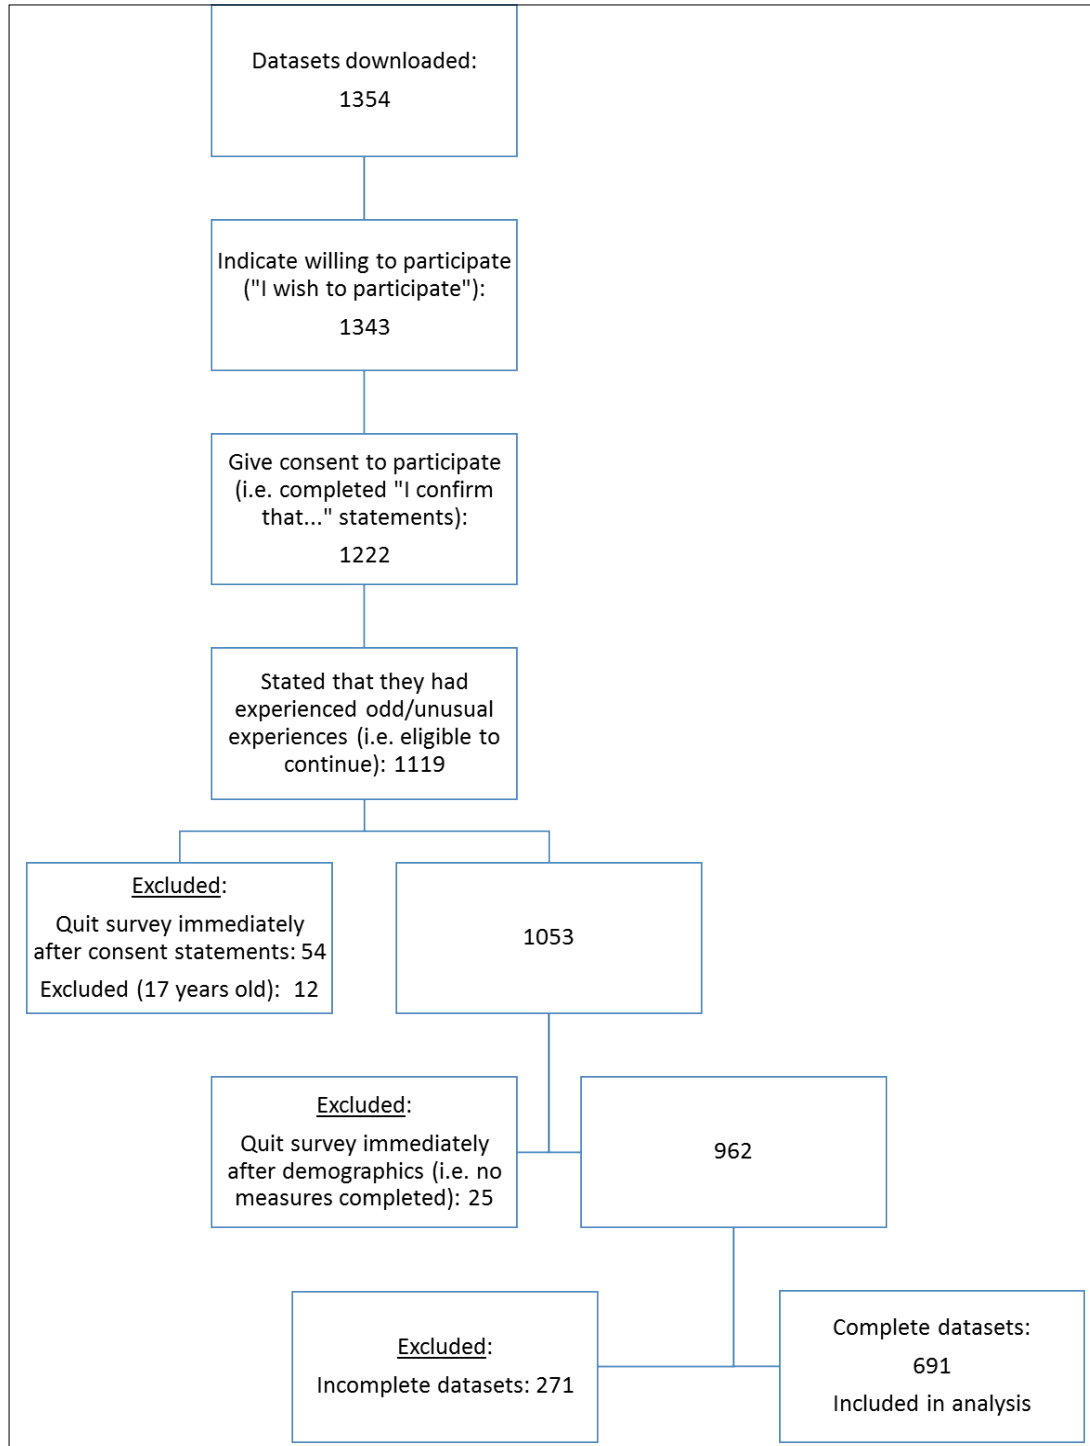 Datasets downloaded:
1354
Indicate willing to participate
("I wish to participate"):
1343
Give consent to participate
(i.e. completed "I confirm
that..." statements):
1222
Stated that they had
experienced odd/unusual
experiences (i.e. eligible to
continue): 1119
Excluded:
Quit survey immediately
after consent statements: 54
Excluded (17 years old): 12
1053
Excluded:
Quit survey immediately
after demographics (i.e. no
measures completed): 25
962
Excluded:
Incomplete datasets: 271
Complete datasets:
691
Included in analysis